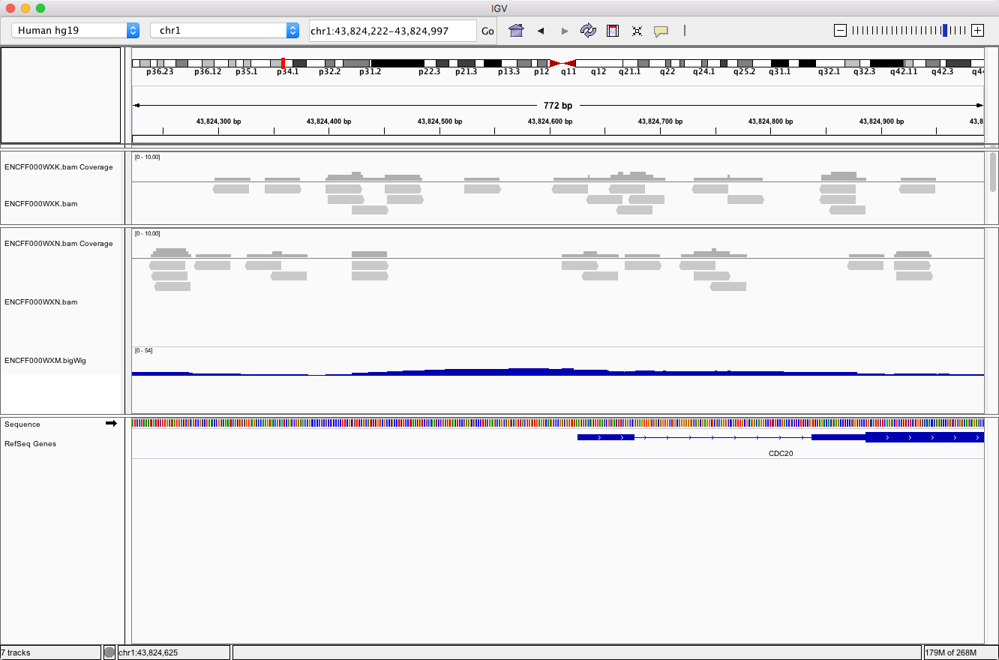 IGV
Human hg19 chr1 chr1:43,824,222-43,824,997 Go
p36.23 p36.12 p35.1 p34.1 p32.2 p31.2 p22.3 p21.3 p13.3 p12 q11 q12 q21.1 q22 q24.1 q25.2 q31.1 q32.1 q32.3 q42.11 q42.3 q44
772 bp
43,824,300 bp 43,824,400 bp 43,824,500 bp 43,824,600 bp 43,824,700 bp 43,824,800 bp 43,824,900 bp 43,8
[0 - 10.00]
ENCFF000WXK.bam Coverage
ENCFF000WXK.bam
[0 - 10.00]
ENCFF000WXN.bam Coverage
ENCFF000WXN.bam
[0 - 54]
ENCFF000WXM.bigWig
Sequence
RefSeq Genes
CDC20
7 tracks chr1:43,824,625 179M of 268M